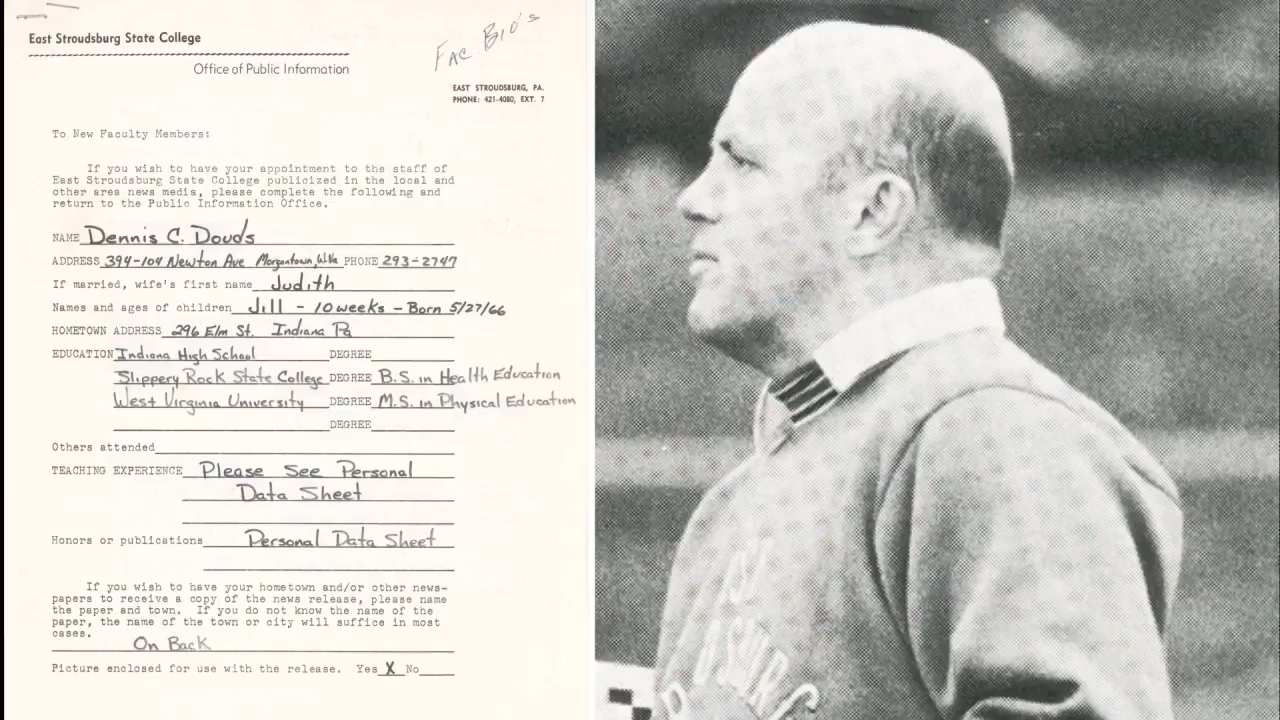 East Stroudsburg State College
Fac Bio's
Office of Public Information
EAST STROUDSBURG, PA.
PHONE: 421-4080, EXT. 7
To New Faculty Members:
If you wish to have your appointment to the staff of
East Stroudsburg State College publicized in the local and
other area news media, please complete the following and
return to the Public Information Office.
NAME Dennis C. Douds
ADDRESS 394-104 Newton Ave Morgantown, W.Va PHONE 293-2747
If married, wife's first name Judith
Names and ages of children Jill - 10 weeks - Born 5/27/66
HOMETOWN ADDRESS 296 Elm St. Indiana Pa
EDUCATION Indiana High School DEGREE
Slippery Rock State College DEGREE B.S. in Health Education
West Virginia University DEGREE M.S. in Physical Education
DEGREE
Others attended
TEACHING EXPERIENCE Please See Personal
Data Sheet
Honors or publications Personal Data Sheet
If you wish to have your hometown and/or other news-
papers to receive a copy of the news release, please name
the paper and town. If you do not know the name of the
paper, the name of the town or city will suffice in most
cases.
On Back
Picture enclosed for use with the release. Yes X No